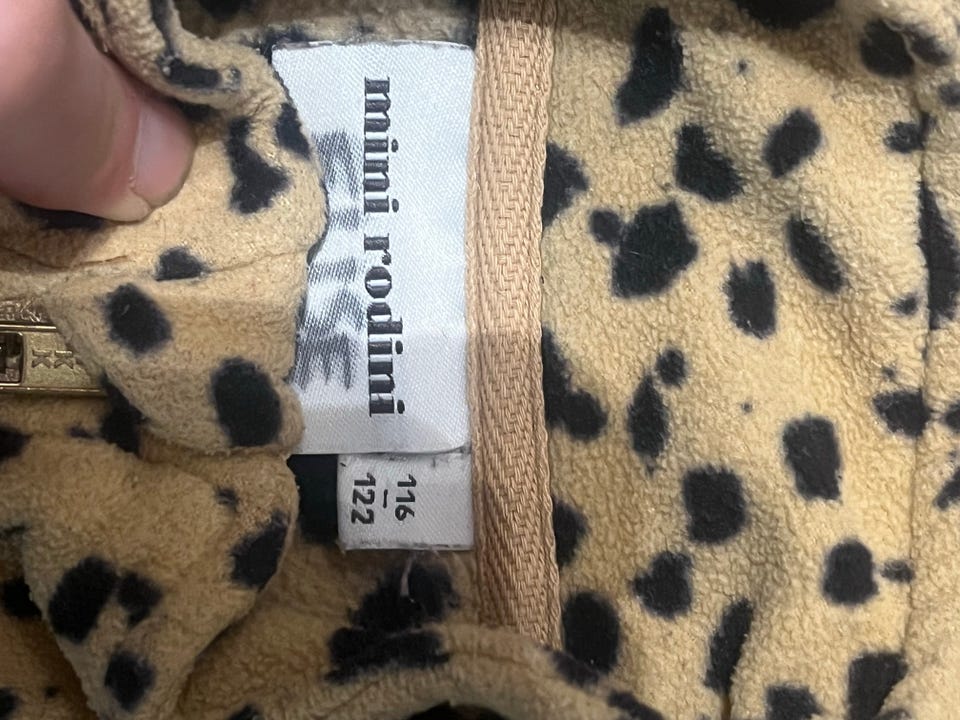 mini rodini
116
–
122